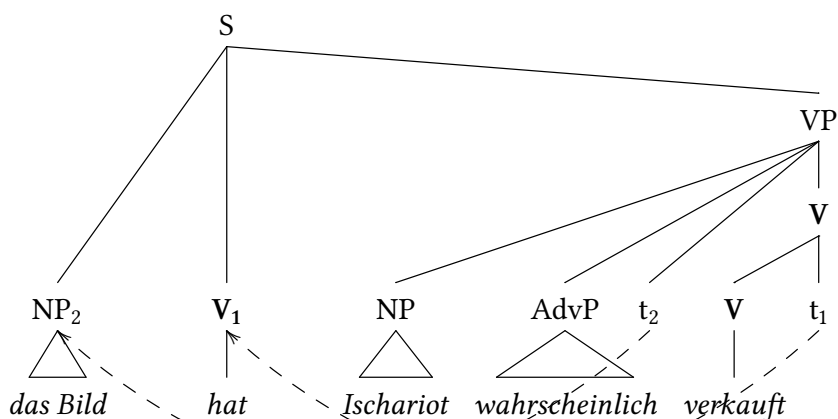 S
VP
V
NP₂ V₁ NP AdvP t₂ V t₁
das Bild hat Ischariot wahrscheinlich verkauft